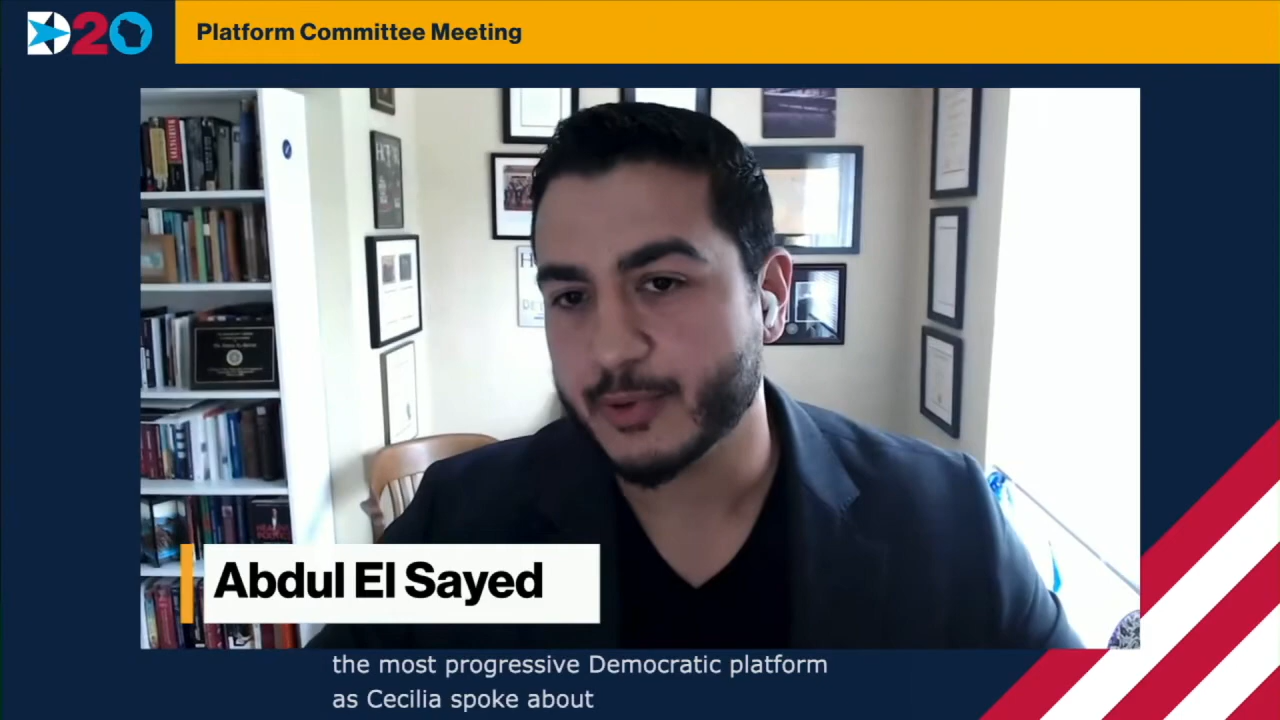 D20
Platform Committee Meeting
Abdul El Sayed
the most progressive Democratic platform
as Cecilia spoke about